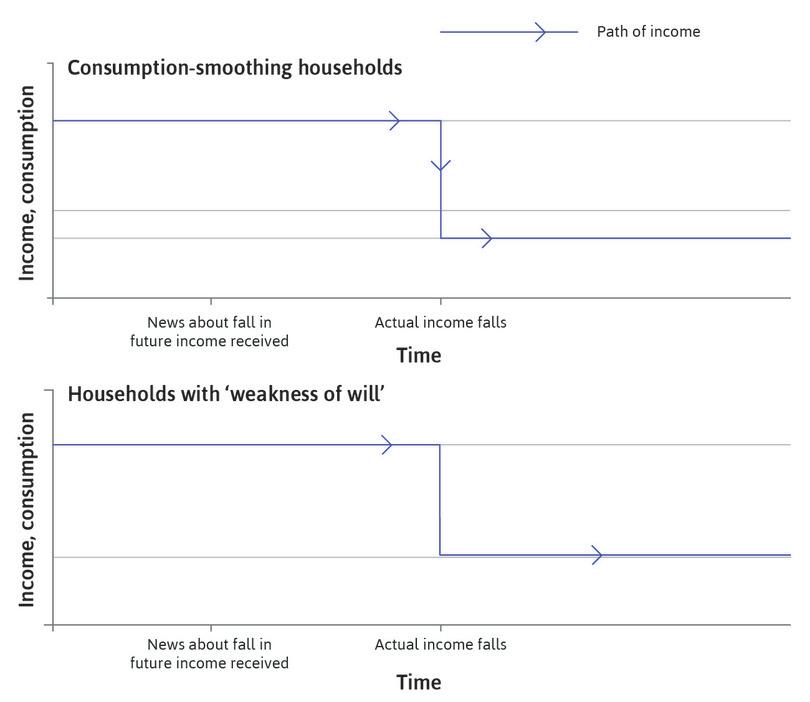 Path of income
Consumption-smoothing households
Income, consumption
News about fall in
future income received
Actual income falls
Time
Households with ‘weakness of will’
Income, consumption
News about fall in
future income received
Actual income falls
Time